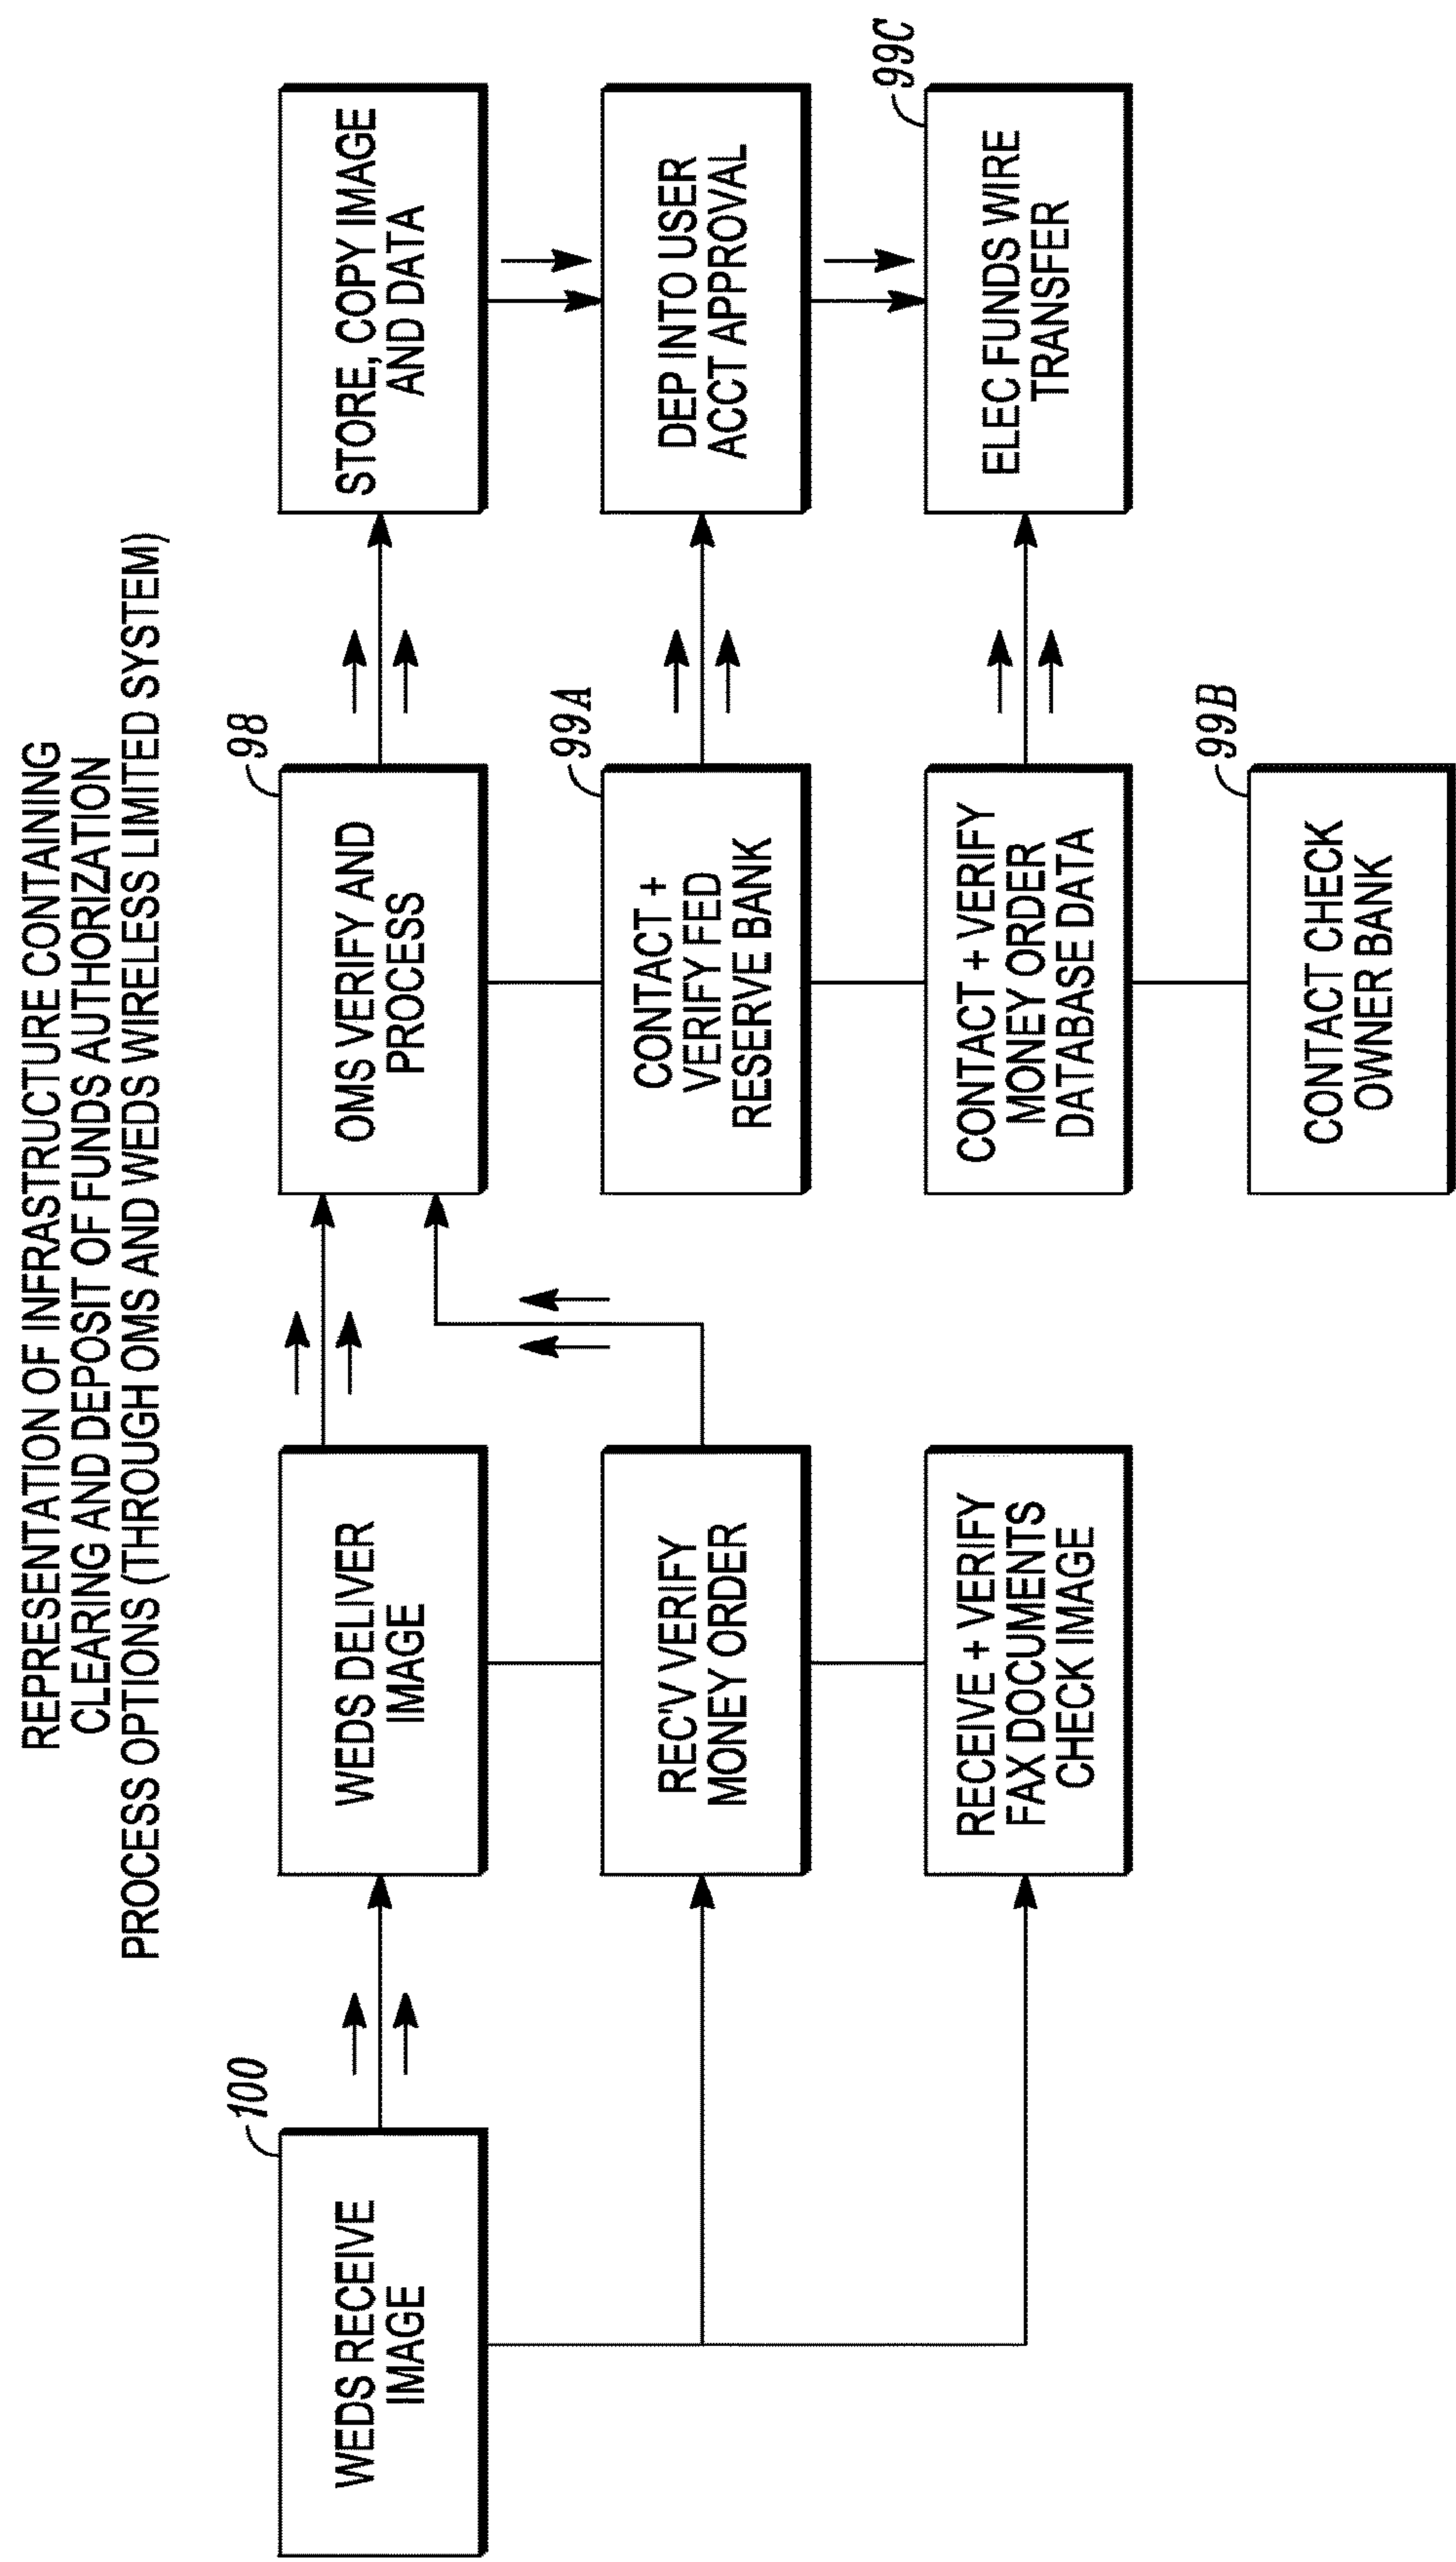 REPRESENTATION OF INFRASTRUCTURE CONTAINING
CLEARING AND DEPOSIT OF FUNDS AUTHORIZATION
PROCESS OPTIONS (THROUGH OMS AND WEDS WIRELESS LIMITED SYSTEM)
100
WEDS RECEIVE
IMAGE
WEDS DELIVER
IMAGE
REC'V VERIFY
MONEY ORDER
RECEIVE + VERIFY
FAX DOCUMENTS
CHECK IMAGE
98
OMS VERIFY AND
PROCESS
99A
CONTACT +
VERIFY FED
RESERVE BANK
CONTACT + VERIFY
MONEY ORDER
DATABASE DATA
99B
CONTACT CHECK
OWNER BANK
STORE, COPY IMAGE
AND DATA
DEP INTO USER
ACCT APPROVAL
99C
ELEC FUNDS WIRE
TRANSFER